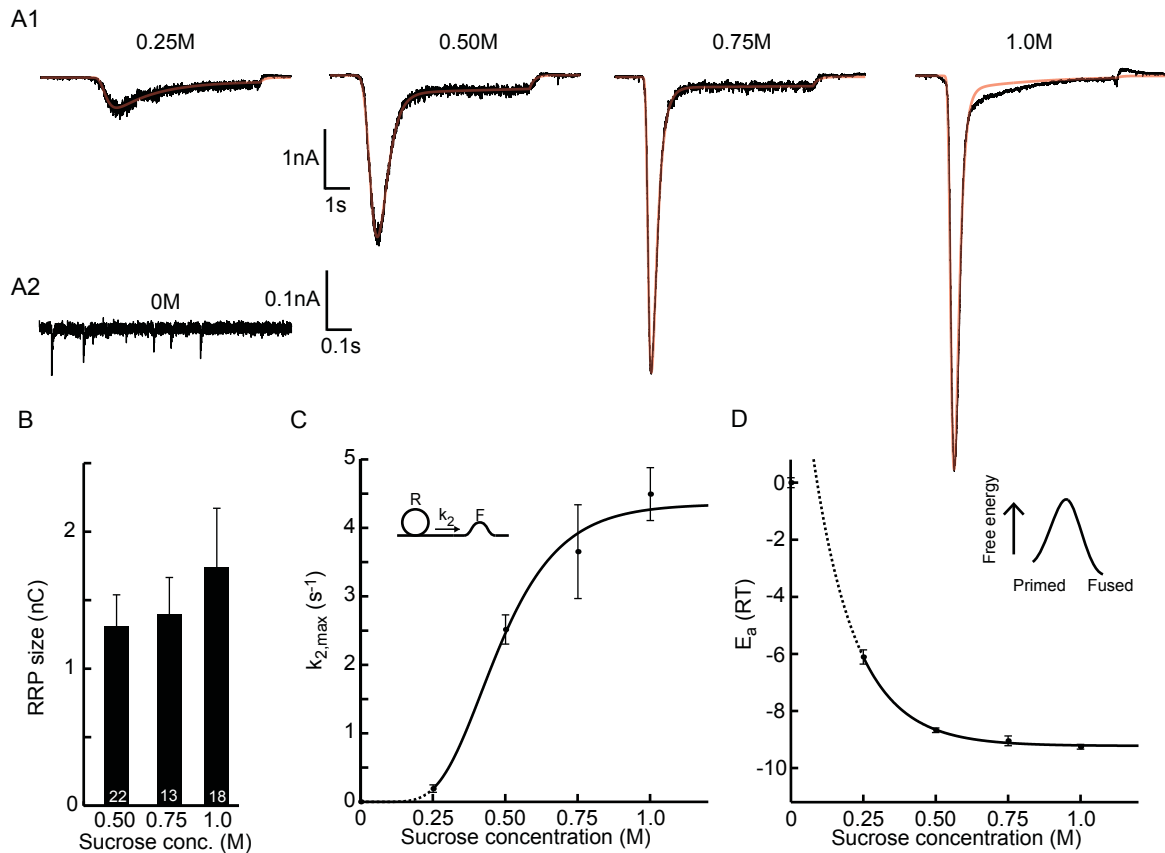 A1
0.25M
0.50M
0.75M
1.0M
1nA
1s
A2
0M
0.1nA
0.1s
B
RRP size (nC)
2
1
0
22
13
18
0.50
0.75
1.0
Sucrose conc. (M)
C
k2,max (s-1)
5
4
3
2
1
0
R
k2
F
0
0.25
0.50
0.75
1.0
Sucrose concentration (M)
D
Ea (RT)
0
-2
-4
-6
-8
-10
Free energy
Primed
Fused
0
0.25
0.50
0.75
1.0
Sucrose concentration (M)